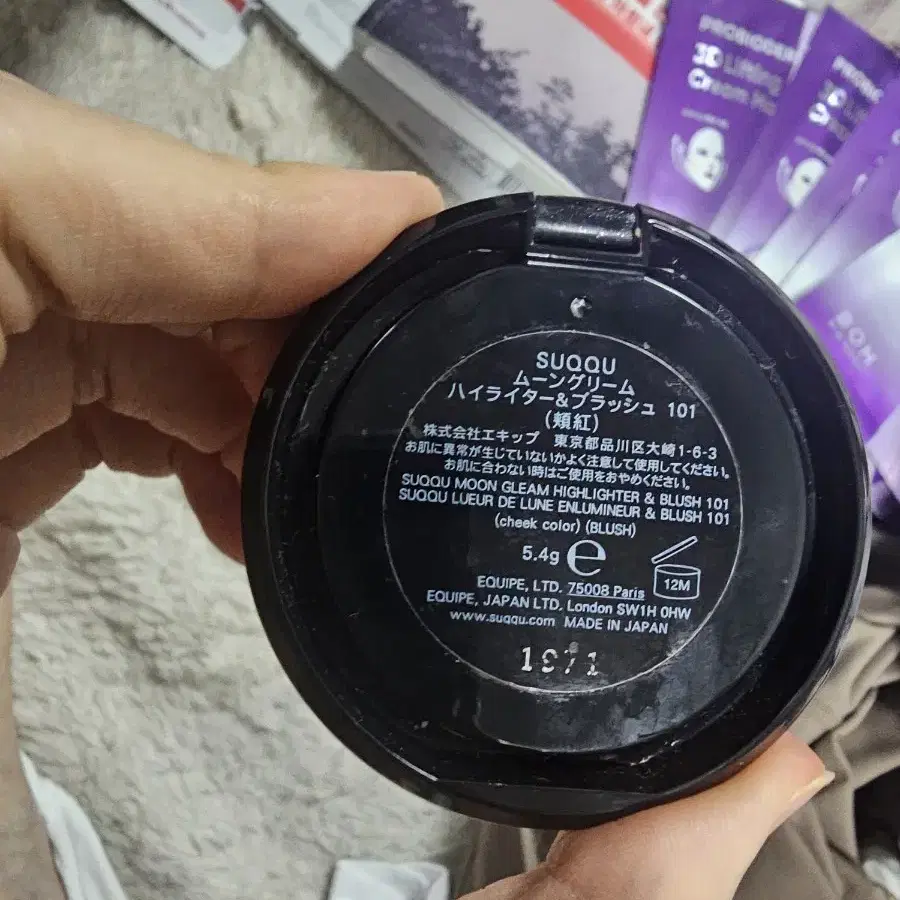 PROBIODERM
3D Lifting
Cream
SUQQU
ムーングリーム
ハイライター&ブラッシュ 101
(頬紅)
株式会社エキップ 東京都品川区大崎1-6-3
お肌に異常が生じていないかよく注意して使用してください。
お肌に合わない時はご使用をおやめください。
SUQQU MOON GLEAM HIGHLIGHTER & BLUSH 101
SUQQU LUEUR DE LUNE ENLUMINEUR & BLUSH 101
(cheek color) (BLUSH)
5.4g e
12M
EQUIPE, LTD. 75008 Paris
EQUIPE, JAPAN LTD. London SW1H 0HW
www.suqqu.com MADE IN JAPAN
1971